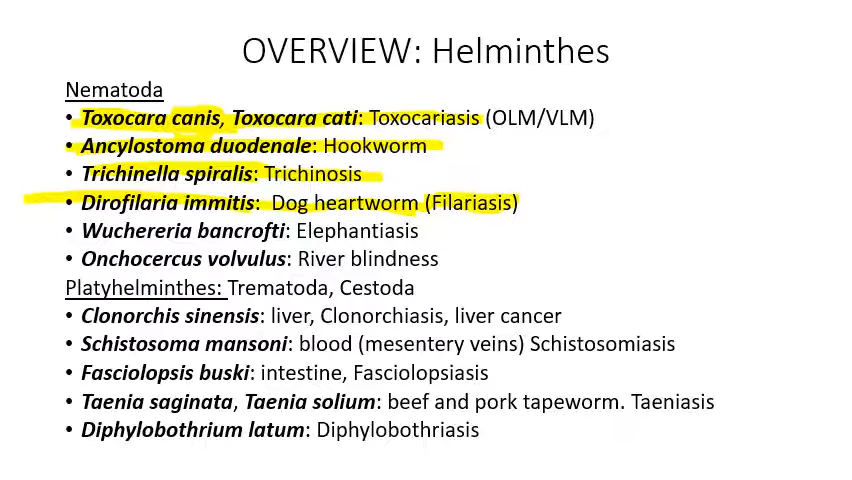 OVERVIEW: Helminthes
Nematoda
• Toxocara canis, Toxocara cati: Toxocariasis (OLM/VLM)
• Ancylostoma duodenale: Hookworm
• Trichinella spiralis: Trichinosis
• Dirofilaria immitis: Dog heartworm (Filariasis)
• Wuchereria bancrofti: Elephantiasis
• Onchocercus volvulus: River blindness
Platyhelminthes: Trematoda, Cestoda
• Clonorchis sinensis: liver, Clonorchiasis, liver cancer
• Schistosoma mansoni: blood (mesentery veins) Schistosomiasis
• Fasciolopsis buski: intestine, Fasciolopsiasis
• Taenia saginata, Taenia solium: beef and pork tapeworm. Taeniasis
• Diphylobothrium latum: Diphylobothriasis